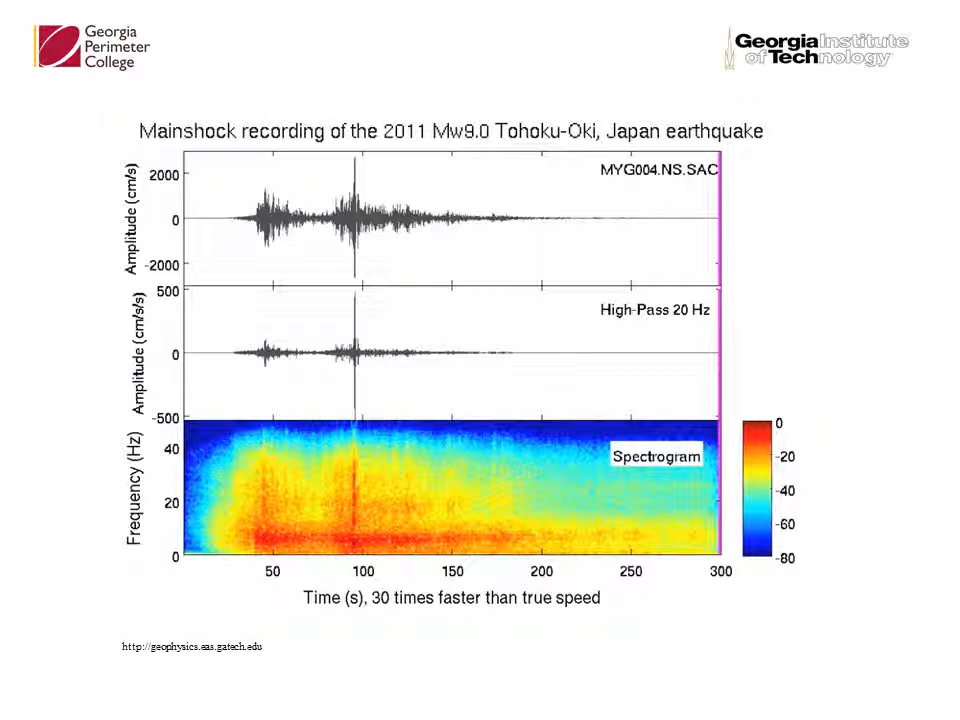 Georgia
Perimeter
College
GeorgiaInstitute
of Technology
Mainshock recording of the 2011 Mw9.0 Tohoku-Oki, Japan earthquake
Amplitude (cm/s)
2000
0
-2000
MYG004.NS.SAC
Amplitude (cm/s/s)
500
0
-500
High-Pass 20 Hz
Frequency (Hz)
40
20
0
Spectrogram
0
-20
-40
-60
-80
50 100 150 200 250 300
Time (s), 30 times faster than true speed
http://geophysics.eas.gatech.edu